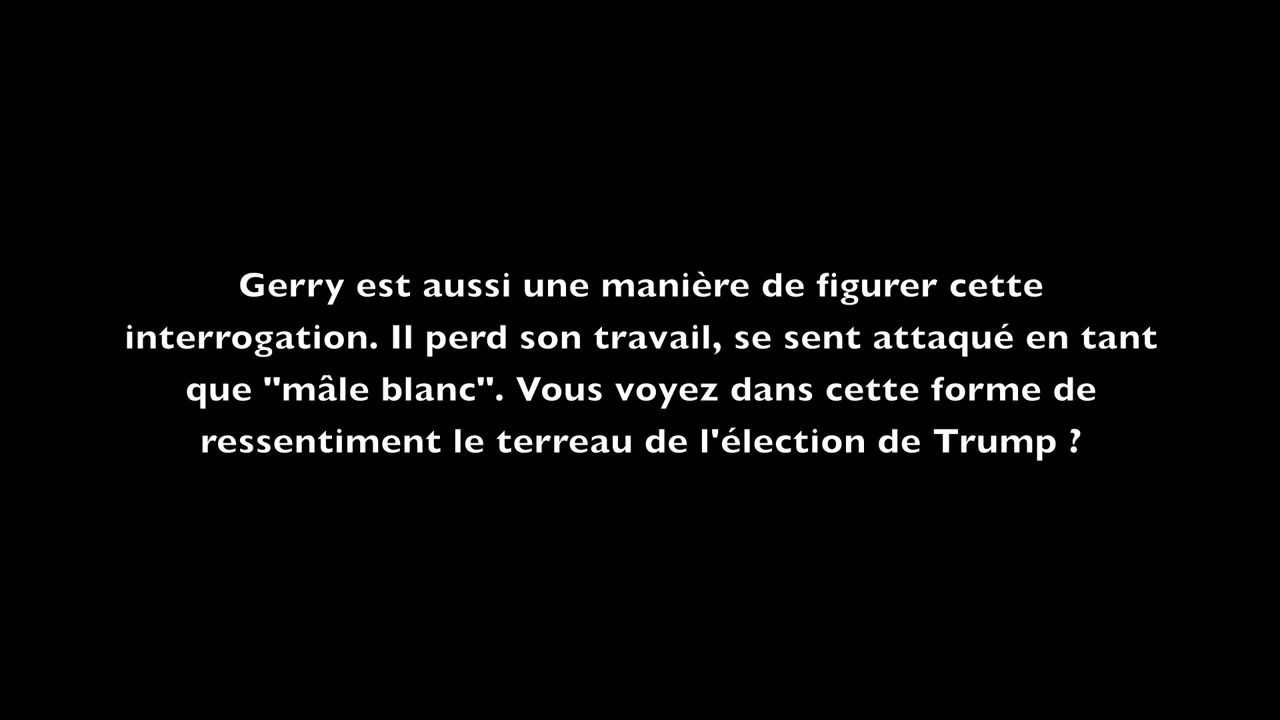 Gerry est aussi une manière de figurer cette
interrogation. Il perd son travail, se sent attaqué en tant
que "mâle blanc". Vous voyez dans cette forme de
ressentiment le terreau de l'élection de Trump ?